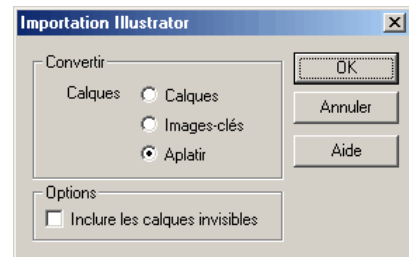 Importation Illustrator
Convertir
Calques
Calques
Images-clés
Aplatir
Options
Inclure les calques invisibles
OK
Annuler
Aide